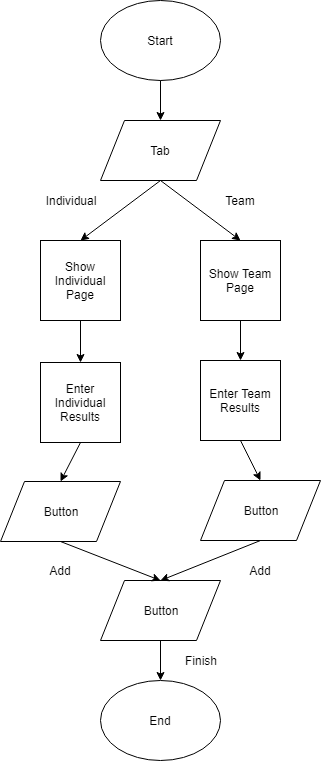 Start
Tab
Individual
Team
Show
Individual
Page
Show Team
Page
Enter
Individual
Results
Enter Team
Results
Button
Button
Add
Add
Button
Finish
End